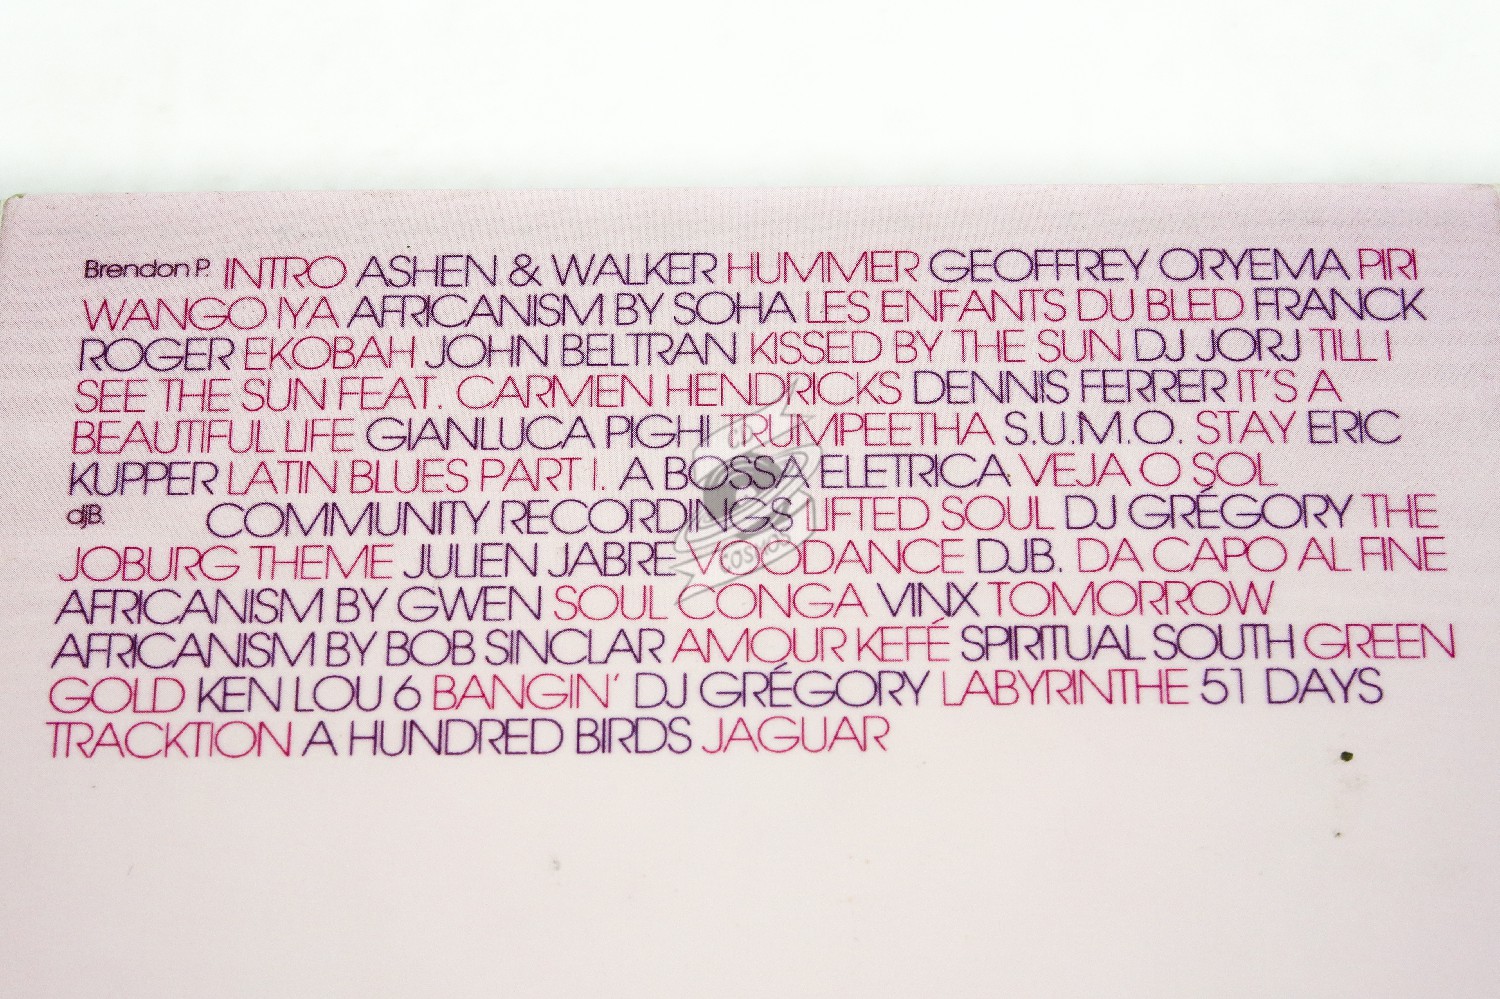 Brendon P. INTRO ASHEN & WALKER HUMMER GEOFFREY ORYEMA PIRI
WANGO IYA AFRICANISM BY SOHA LES ENFANTS DU BLED FRANCK
ROGER EKOBAH JOHN BELTRAN KISSED BY THE SUN DJ JORJ TILL I
SEE THE SUN FEAT. CARMEN HENDRICKS DENNIS FERRER IT'S A
BEAUTIFUL LIFE GIANLUCA PIGHI TRUMPEETHA S.U.M.O. STAY ERIC
KUPPER LATIN BLUES PART I. A BOSSA ELETRICA VEJA O SOL
djB. COMMUNITY RECORDINGS LIFTED SOUL DJ GRÉGORY THE
JOBURG THEME JULIEN JABRE VOODANCE DJB. DA CAPO AL FINE
AFRICANISM BY GWEN SOUL CONGA VINX TOMORROW
AFRICANISM BY BOB SINCLAR AMOUR KEFÉ SPIRITUAL SOUTH GREEN
GOLD KEN LOU 6 BANGIN' DJ GRÉGORY LABYRINTHE 51 DAYS
TRACKTION A HUNDRED BIRDS JAGUAR
CD
COSMOS